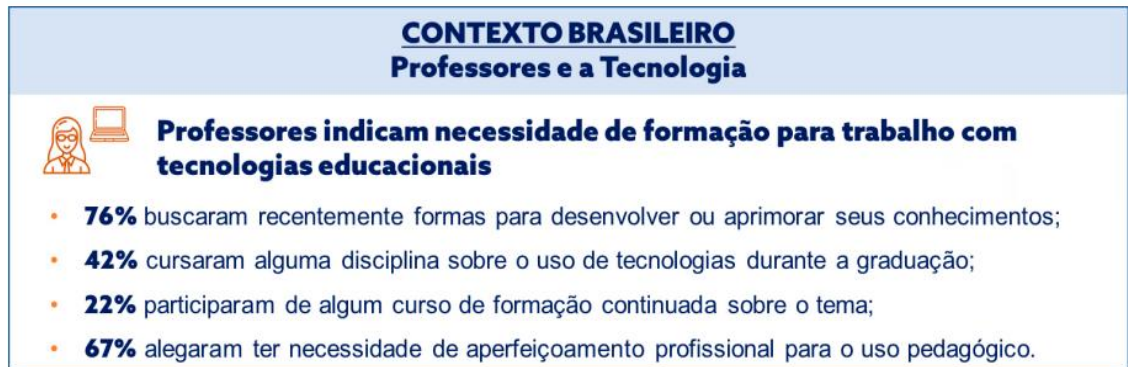 CONTEXTO BRASILEIRO
Professores e a Tecnologia
Professores indicam necessidade de formação para trabalho com
tecnologias educacionais
• 76% buscaram recentemente formas para desenvolver ou aprimorar seus conhecimentos;
• 42% cursaram alguma disciplina sobre o uso de tecnologias durante a graduação;
• 22% participaram de algum curso de formação continuada sobre o tema;
• 67% alegaram ter necessidade de aperfeiçoamento profissional para o uso pedagógico.